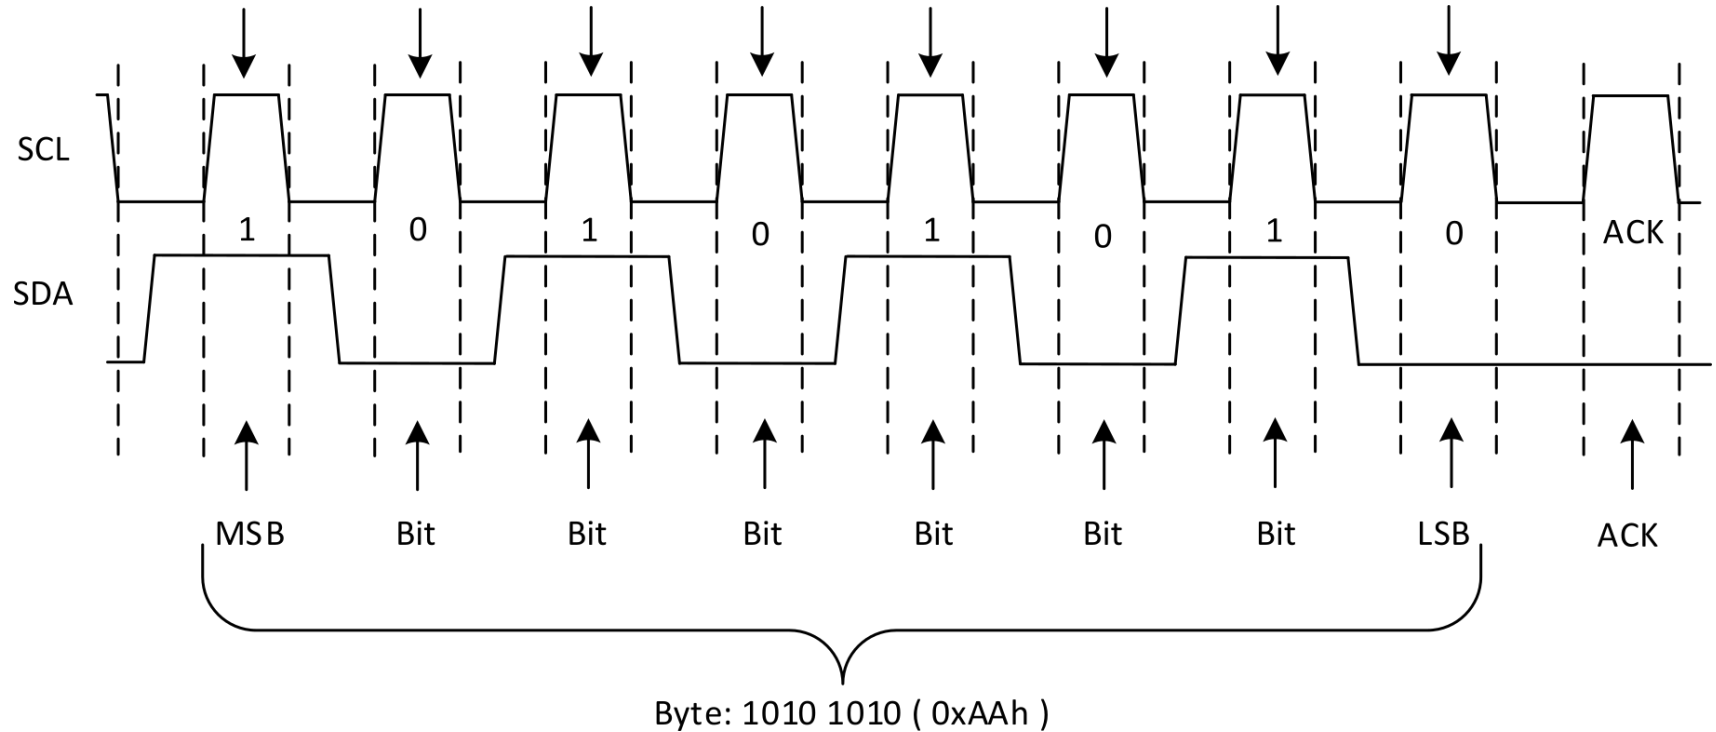 SCL
1 0 1 0 1 0 1 0 ACK
SDA
MSB Bit Bit Bit Bit Bit Bit LSB ACK
Byte: 1010 1010 ( 0xAAh )